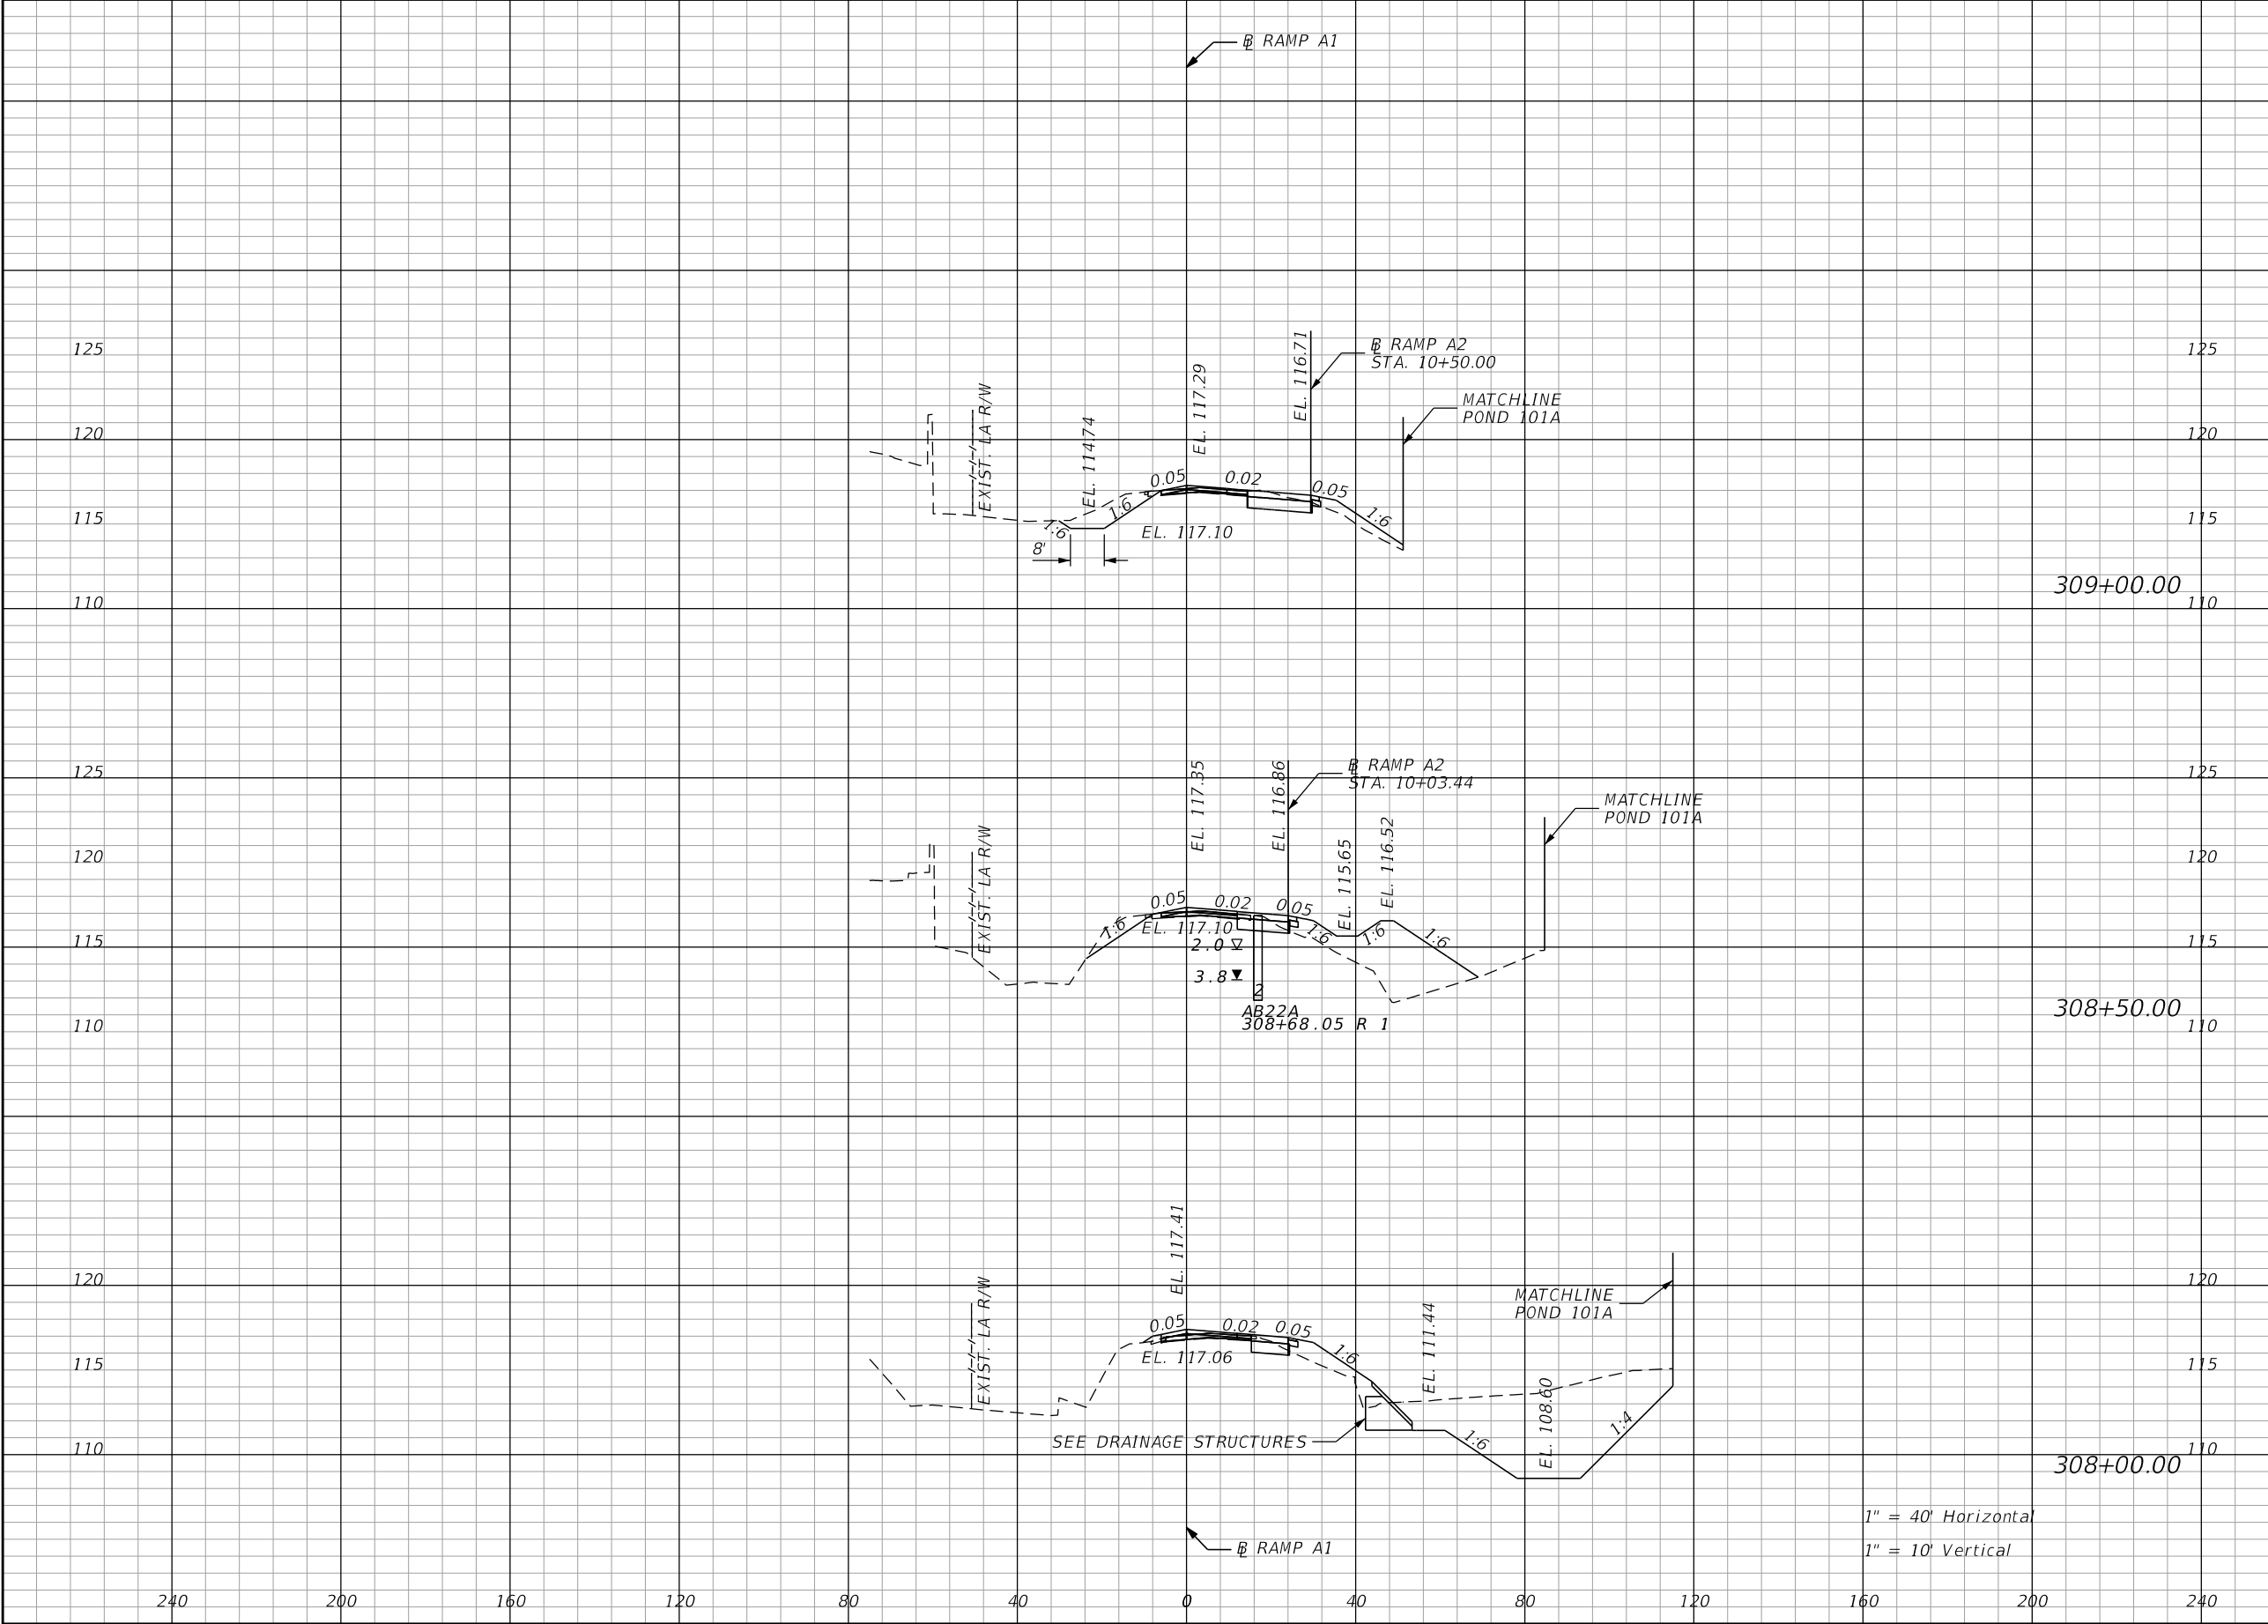 BL RAMP A1
125
125
EL. 116.71
BL RAMP A2
STA. 10+50.00
EL. 117.29
EXIST. LA R/W
MATCHLINE
POND 101A
EL. 114.74
120
120
0.05
0.02
0.05
115
1:6
1:6
1:6
115
EL. 117.10
8'
110
309+00.00
110
125
EL. 117.35
EL. 116.86
BL RAMP A2
STA. 10+03.44
125
MATCHLINE
POND 101A
EXIST. LA R/W
EL. 115.65
EL. 116.52
120
120
0.05
0.02
0.05
1:6
EL. 117.10
1:6
1:6
1:6
115
2.0
115
3.8
2
AB22A
308+68.05 R 1
110
308+50.00
110
EL. 117.41
120
EXIST. LA R/W
MATCHLINE
POND 101A
120
0.05
0.02
0.05
EL. 117.06
1:6
EL. 111.44
115
115
EL. 108.60
SEE DRAINAGE STRUCTURES
1:6
1:4
110
110
308+00.00
1" = 40' Horizontal
BL RAMP A1
1" = 10' Vertical
240 200 160 120 80 40 0 40 80 120 160 200 240